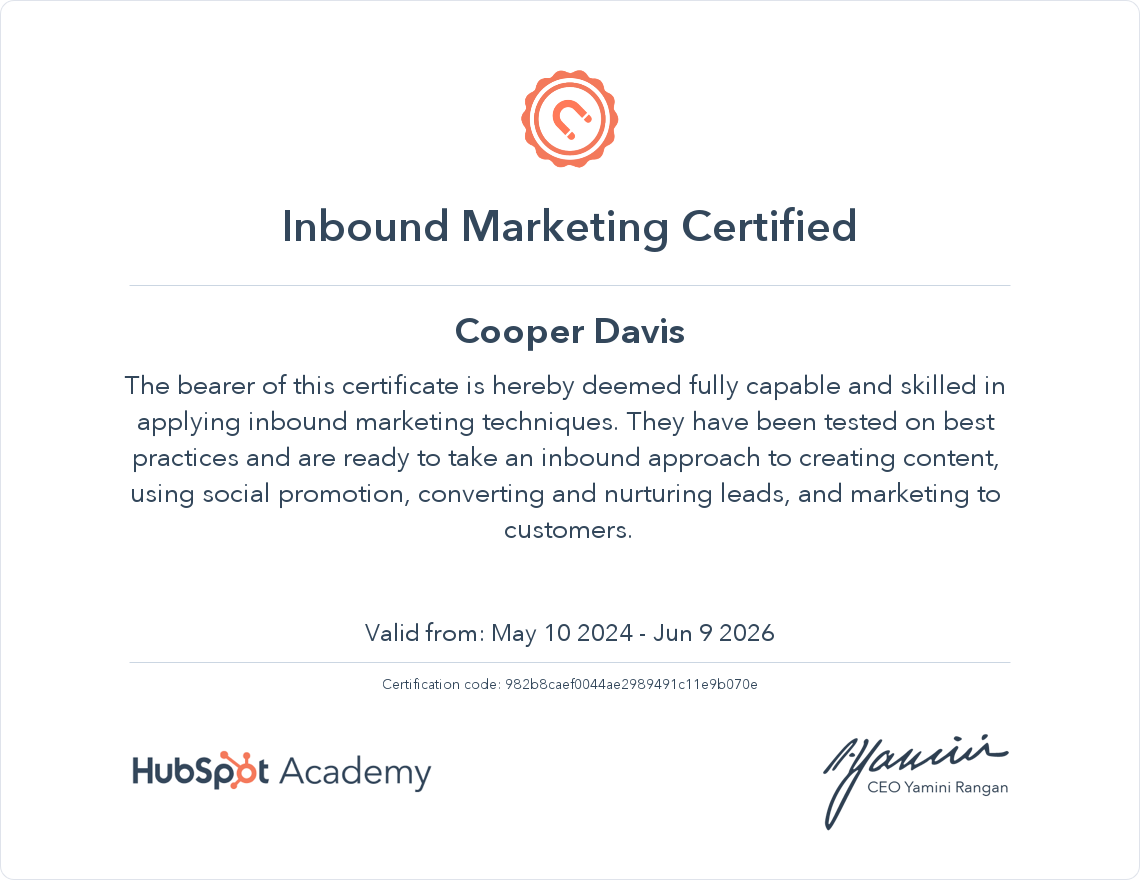 Inbound Marketing Certified
Cooper Davis
The bearer of this certificate is hereby deemed fully capable and skilled in
applying inbound marketing techniques. They have been tested on best
practices and are ready to take an inbound approach to creating content,
using social promotion, converting and nurturing leads, and marketing to
customers.
Valid from: May 10 2024 - Jun 9 2026
Certification code: 982b8caef0044ae2989491c11e9b070e
HubSpot Academy
Yamini
CEO Yamini Rangan